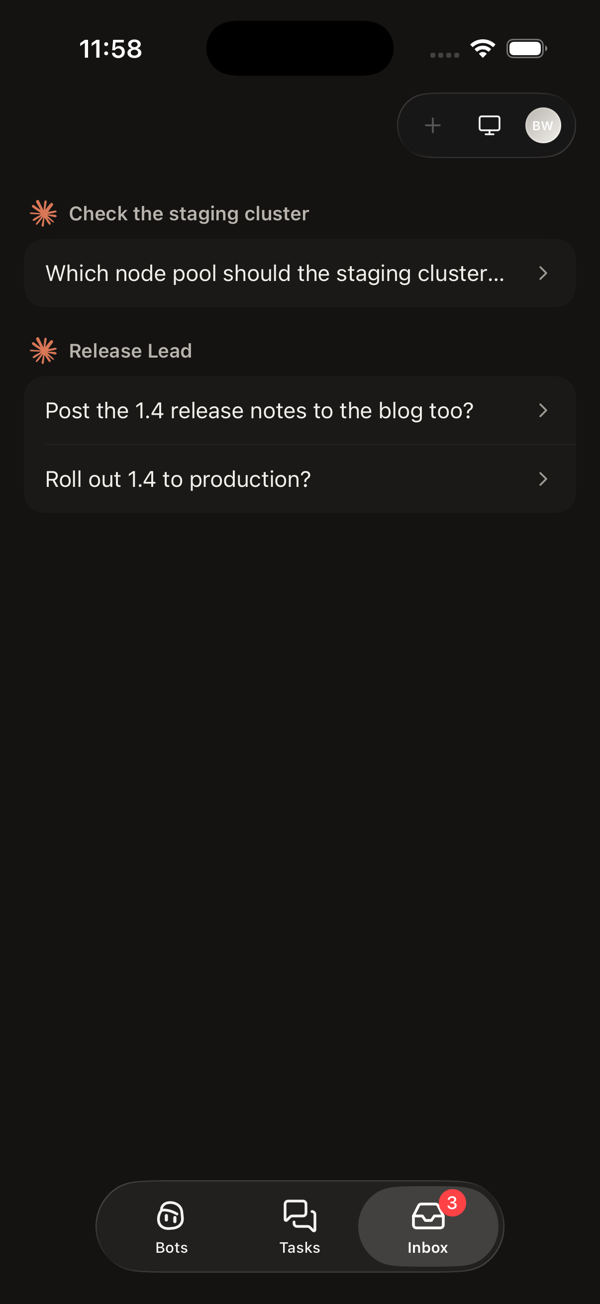 11:58
BW
Check the staging cluster
Which node pool should the staging cluster...
Release Lead
Post the 1.4 release notes to the blog too?
Roll out 1.4 to production?
3
Bots
Tasks
Inbox